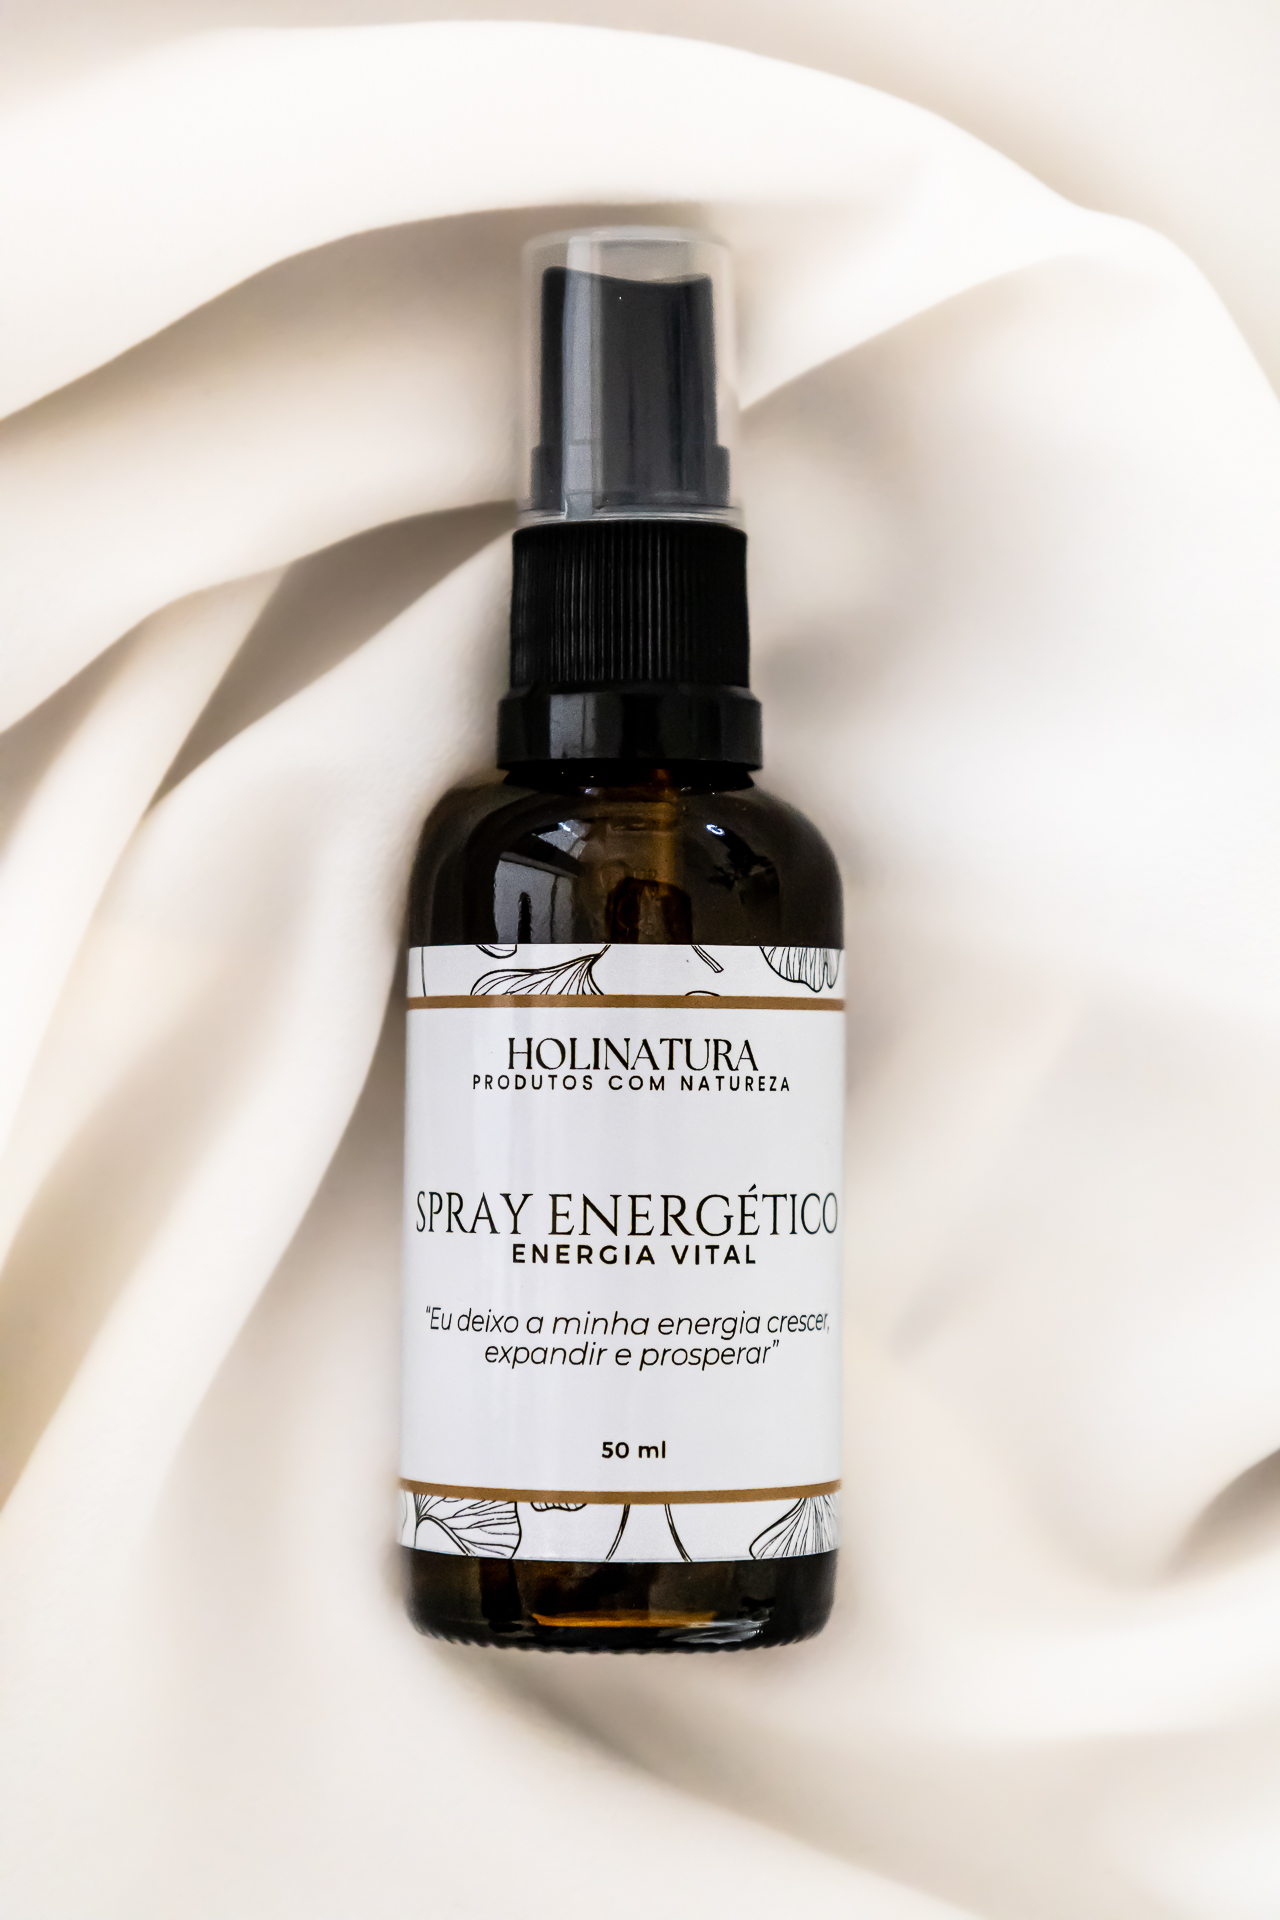 HOLINATURA
PRODUTOS COM NATUREZA
SPRAY ENERGÉTICO
ENERGIA VITAL
“Eu deixo a minha energia crescer,
expandir e prosperar”
50 ml